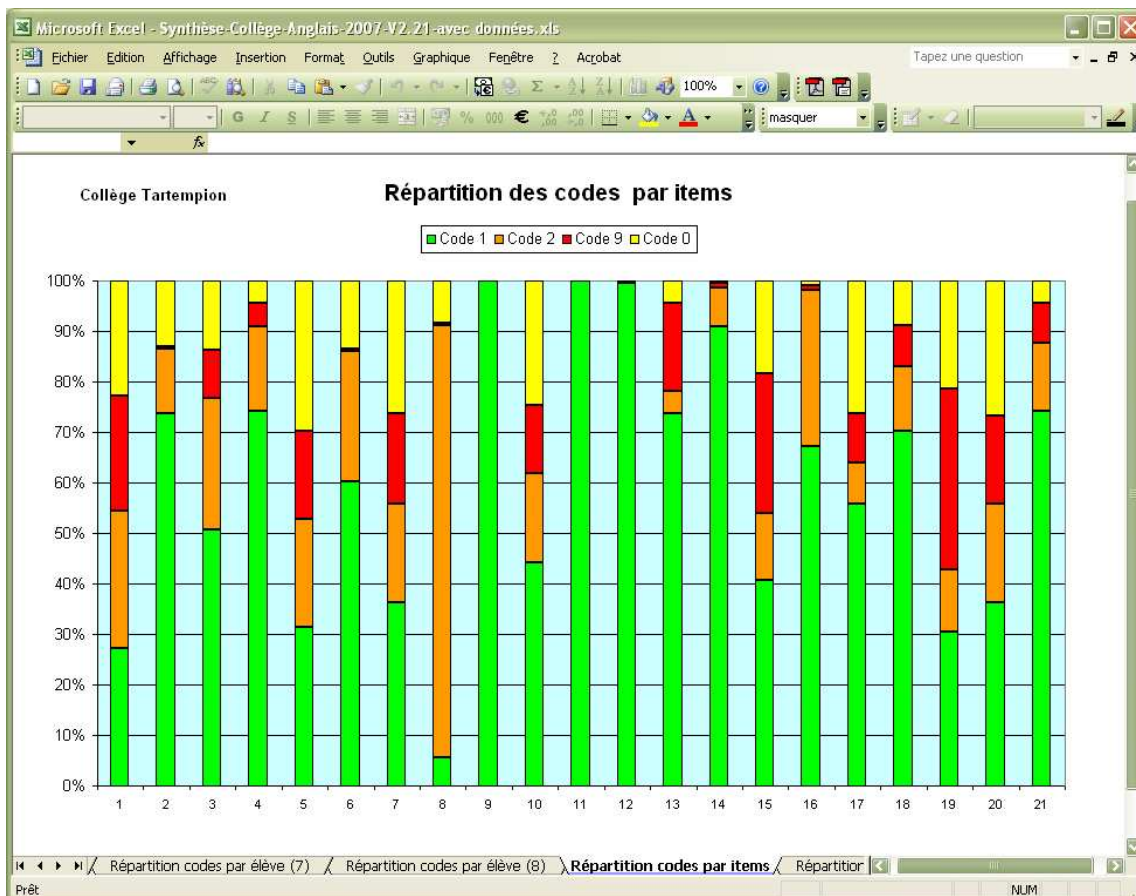 Microsoft Excel - Synthèse-Collège-Anglais-2007-V2.21-avec données.xls
Fichier Edition Affichage Insertion Format Outils Graphique Fenêtre ? Acrobat Tapez une question
100%
G I S % 000 € masquer
fx
Collège Tartempion Répartition des codes par items
Code 1 Code 2 Code 9 Code 0
100%
90%
80%
70%
60%
50%
40%
30%
20%
10%
0%
1 2 3 4 5 6 7 8 9 10 11 12 13 14 15 16 17 18 19 20 21
Répartition codes par élève (7) Répartition codes par élève (8) Répartition codes par items Répartition
Prêt NUM